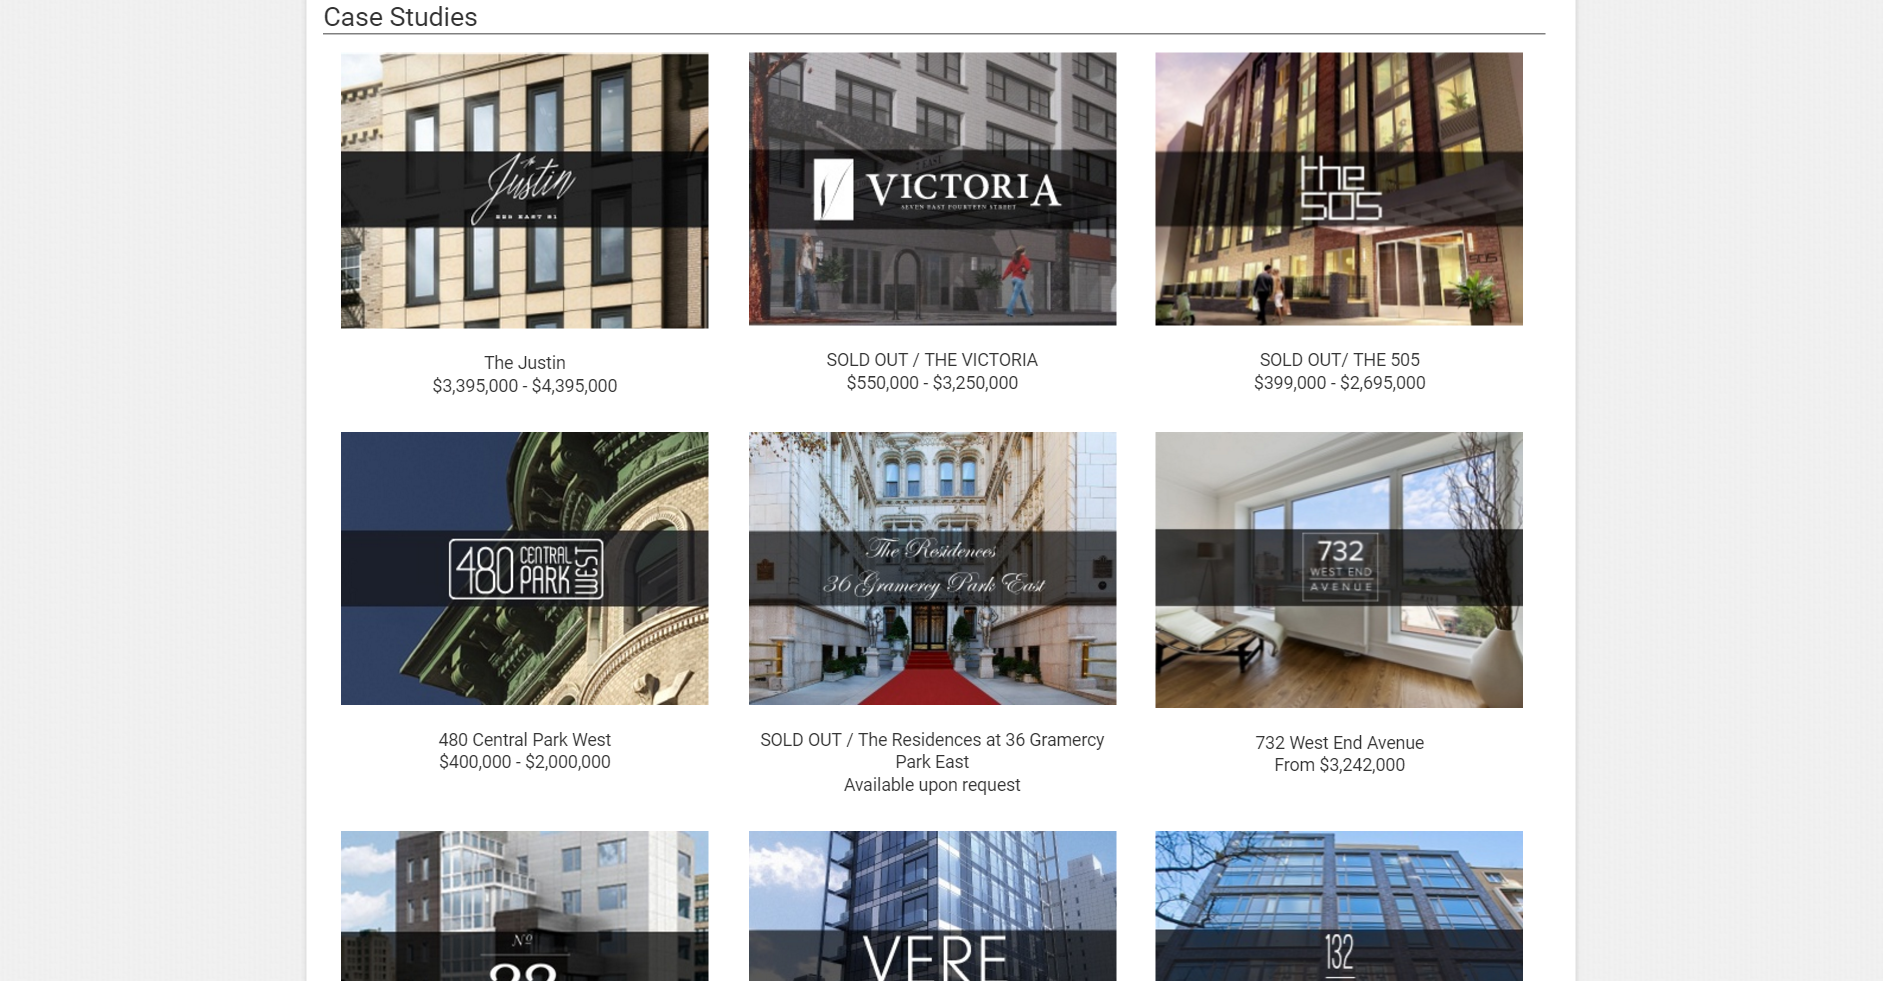 Case Studies
The
Justin
225 EAST 81
VICTORIA
SEVEN EAST FOURTEEN STREET
the
505
505
The Justin
$3,395,000 - $4,395,000
SOLD OUT / THE VICTORIA
$550,000 - $3,250,000
SOLD OUT/ THE 505
$399,000 - $2,695,000
480 CENTRAL PARK WEST
The Residences
36 Gramercy Park East
732
WEST END
AVENUE
480 Central Park West
$400,000 - $2,000,000
SOLD OUT / The Residences at 36 Gramercy
Park East
Available upon request
732 West End Avenue
From $3,242,000
Nº
VERE
132